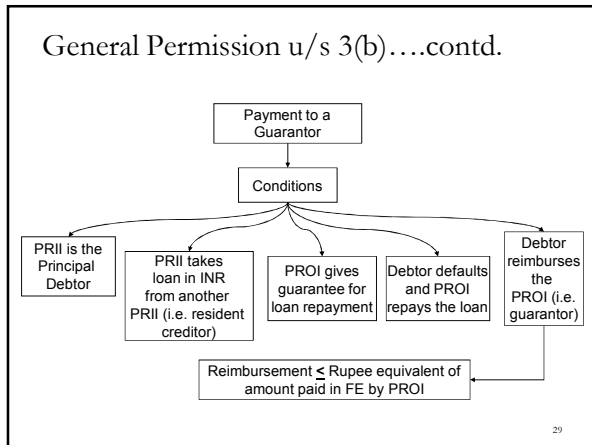 General Permission u/s 3(b)….contd.
Payment to a
Guarantor
Conditions
PRII is the
Principal
Debtor
PRII takes
loan in INR
from another
PRII (i.e. resident
creditor)
PROI gives
guarantee for
loan repayment
Debtor defaults
and PROI
repays the loan
Debtor
reimburses
the
PROI (i.e.
guarantor)
Reimbursement ≤ Rupee equivalent of
amount paid in FE by PROI
29